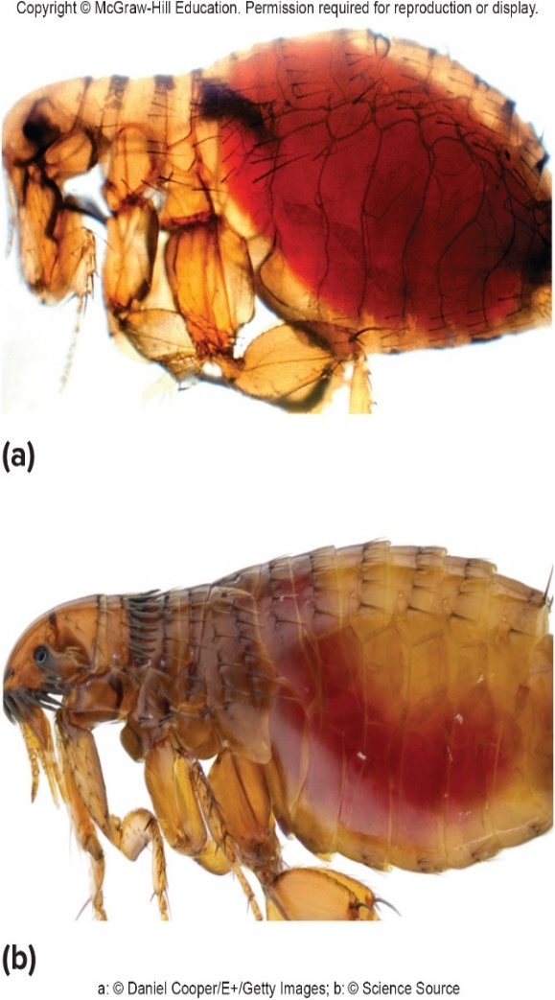 Copyright © McGraw-Hill Education. Permission required for reproduction or display.
(a)
(b)
a: © Daniel Cooper/E+/Getty Images; b: © Science Source